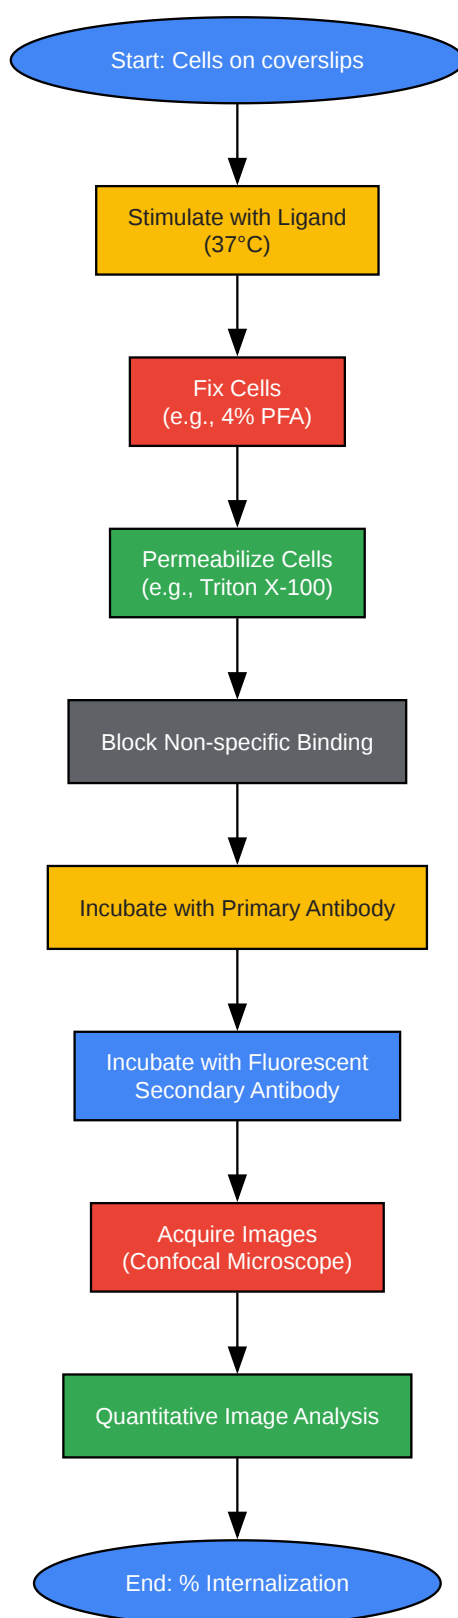 Start: Cells on coverslips
Stimulate with Ligand
(37°C)
Fix Cells
(e.g., 4% PFA)
Permeabilize Cells
(e.g., Triton X-100)
Block Non-specific Binding
Incubate with Primary Antibody
Incubate with Fluorescent
Secondary Antibody
Acquire Images
(Confocal Microscope)
Quantitative Image Analysis
End: % Internalization